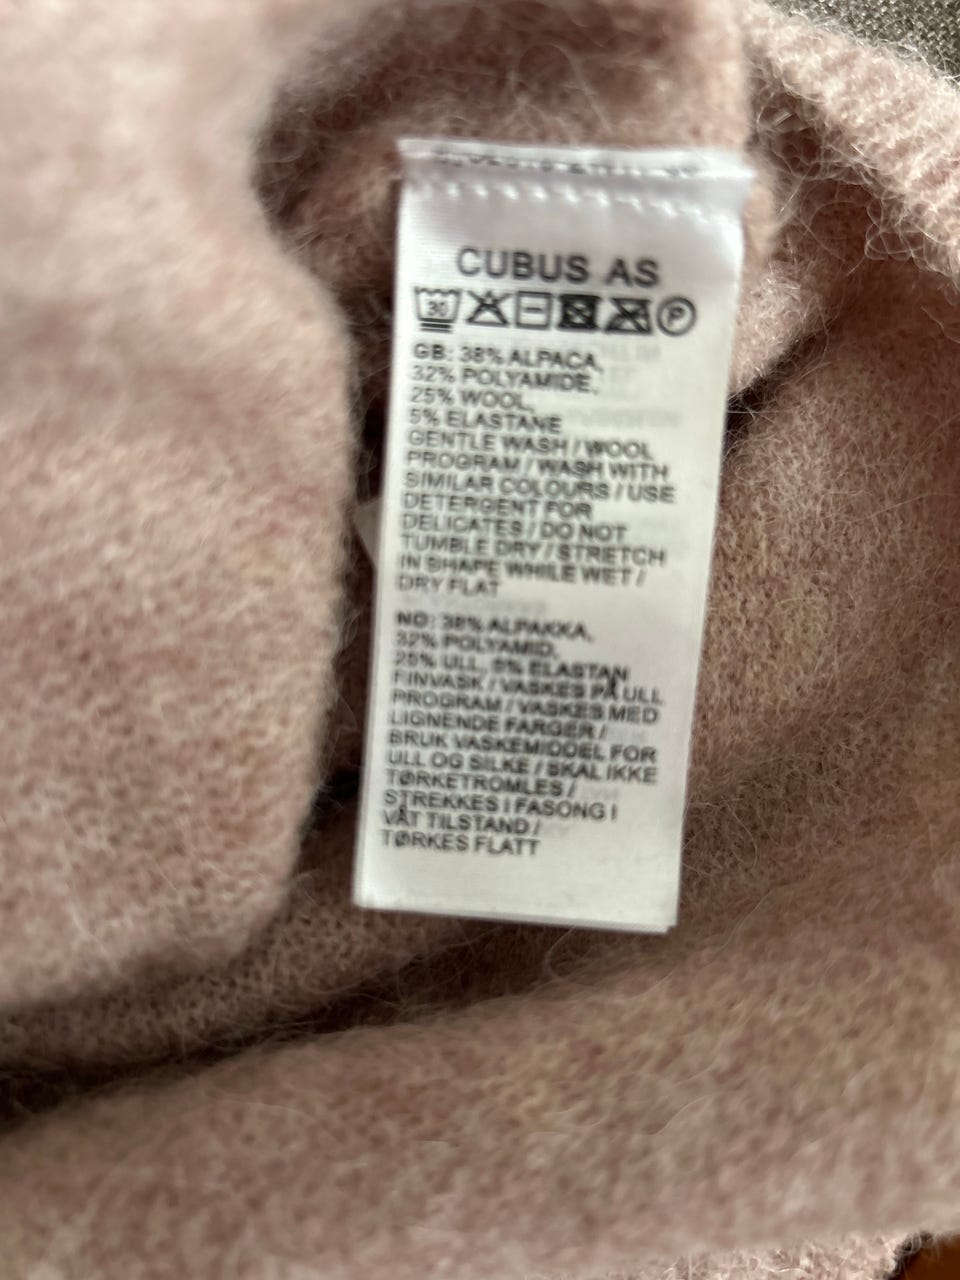 CUBUS AS
30 P
GB: 38% ALPACA,
32% POLYAMIDE,
25% WOOL,
5% ELASTANE
GENTLE WASH / WOOL
PROGRAM / WASH WITH
SIMILAR COLOURS / USE
DETERGENT FOR
DELICATES / DO NOT
TUMBLE DRY / STRETCH
IN SHAPE WHILE WET /
DRY FLAT
NO: 38% ALPAKKA,
32% POLYAMID,
25% ULL, 5% ELASTAN
FINVASK / VASKES PÅ ULL
PROGRAM / VASKES MED
LIGNENDE FARGER /
BRUK VASKEMIDDEL FOR
ULL OG SILKE / SKAL IKKE
TØRKETROMLES /
STREKKES I FASONG I
VÅT TILSTAND /
TØRKES FLATT